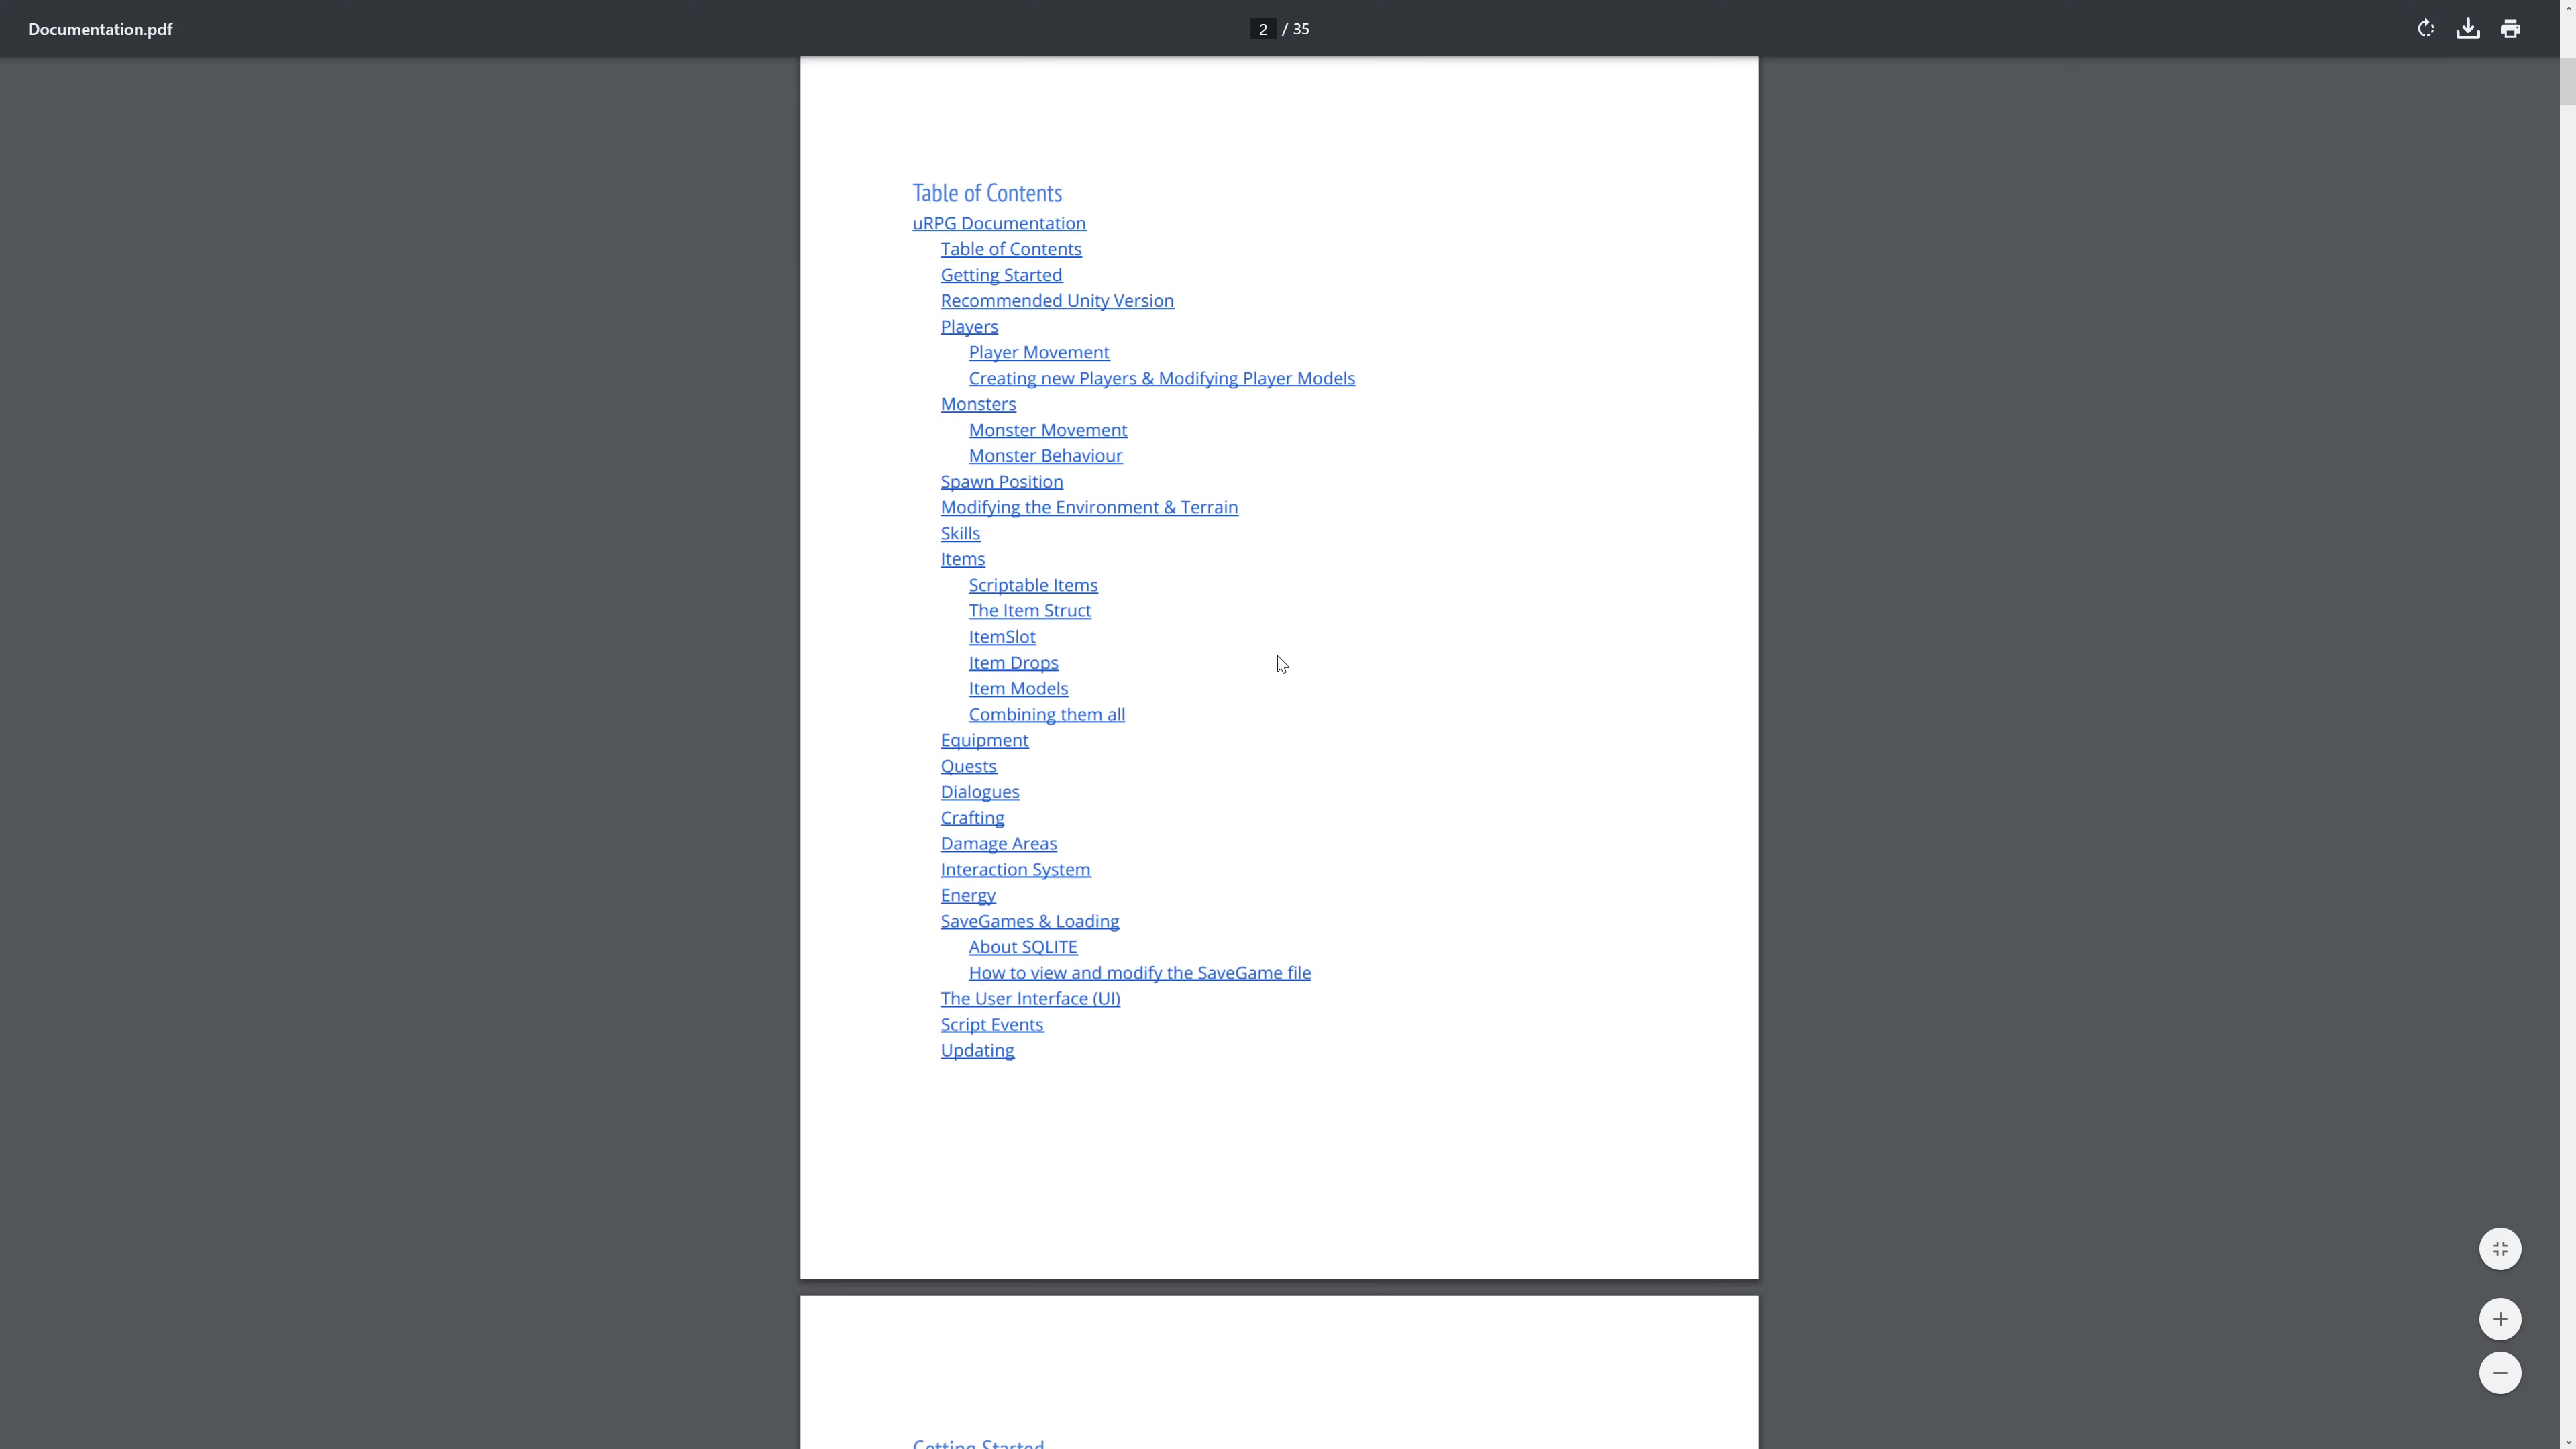 Documentation.pdf
2 / 35
Table of Contents
uRPG Documentation
Table of Contents
Getting Started
Recommended Unity Version
Players
Player Movement
Creating new Players & Modifying Player Models
Monsters
Monster Movement
Monster Behaviour
Spawn Position
Modifying the Environment & Terrain
Skills
Items
Scriptable Items
The Item Struct
ItemSlot
Item Drops
Item Models
Combining them all
Equipment
Quests
Dialogues
Crafting
Damage Areas
Interaction System
Energy
SaveGames & Loading
About SQLITE
How to view and modify the SaveGame file
The User Interface (UI)
Script Events
Updating
Getting Started